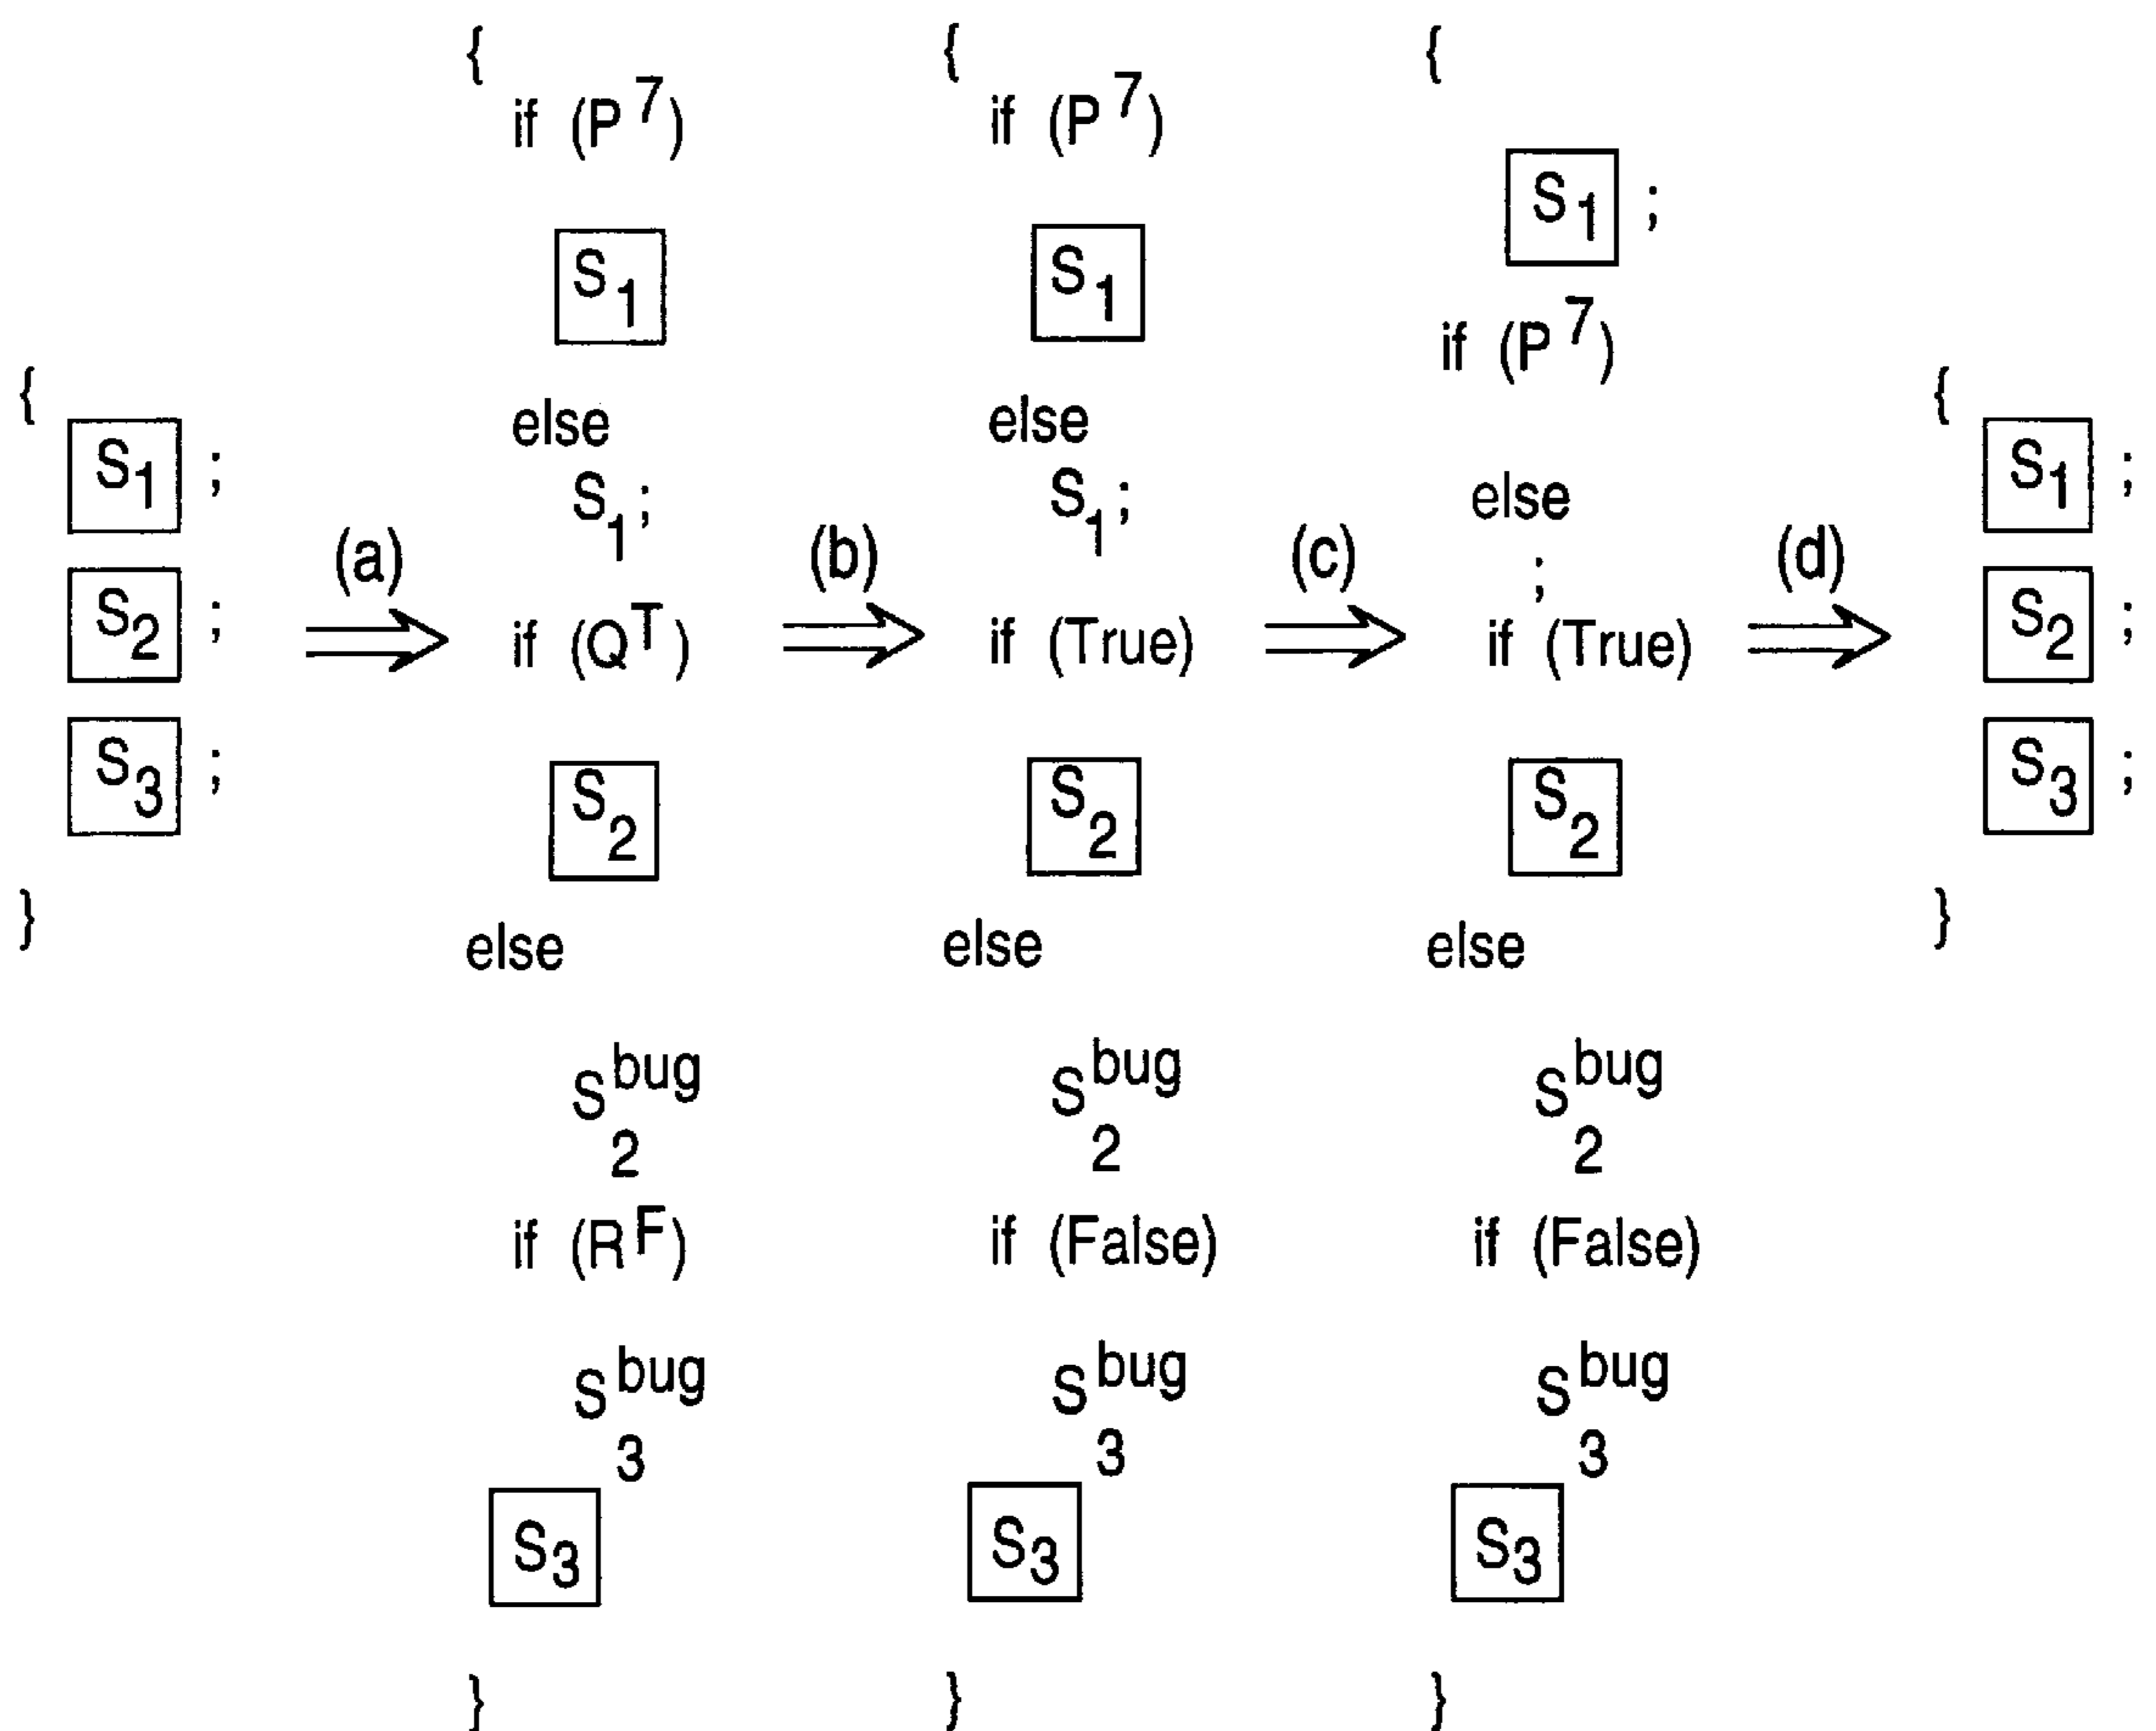 {
S1 ;
S2 ;
S3 ;
}
(a)
{
if (P^7)
S1
else
S1;
if (Q^T)
S2
else
S2^bug
if (R^F)
S3^bug
S3
}
(b)
{
if (P^7)
S1
else
S1;
if (True)
S2
else
S2^bug
if (False)
S3^bug
S3
}
(c)
{
S1 ;
if (P^7)
else
;
if (True)
S2
else
S2^bug
if (False)
S3^bug
S3
}
(d)
{
S1 ;
S2 ;
S3 ;
}